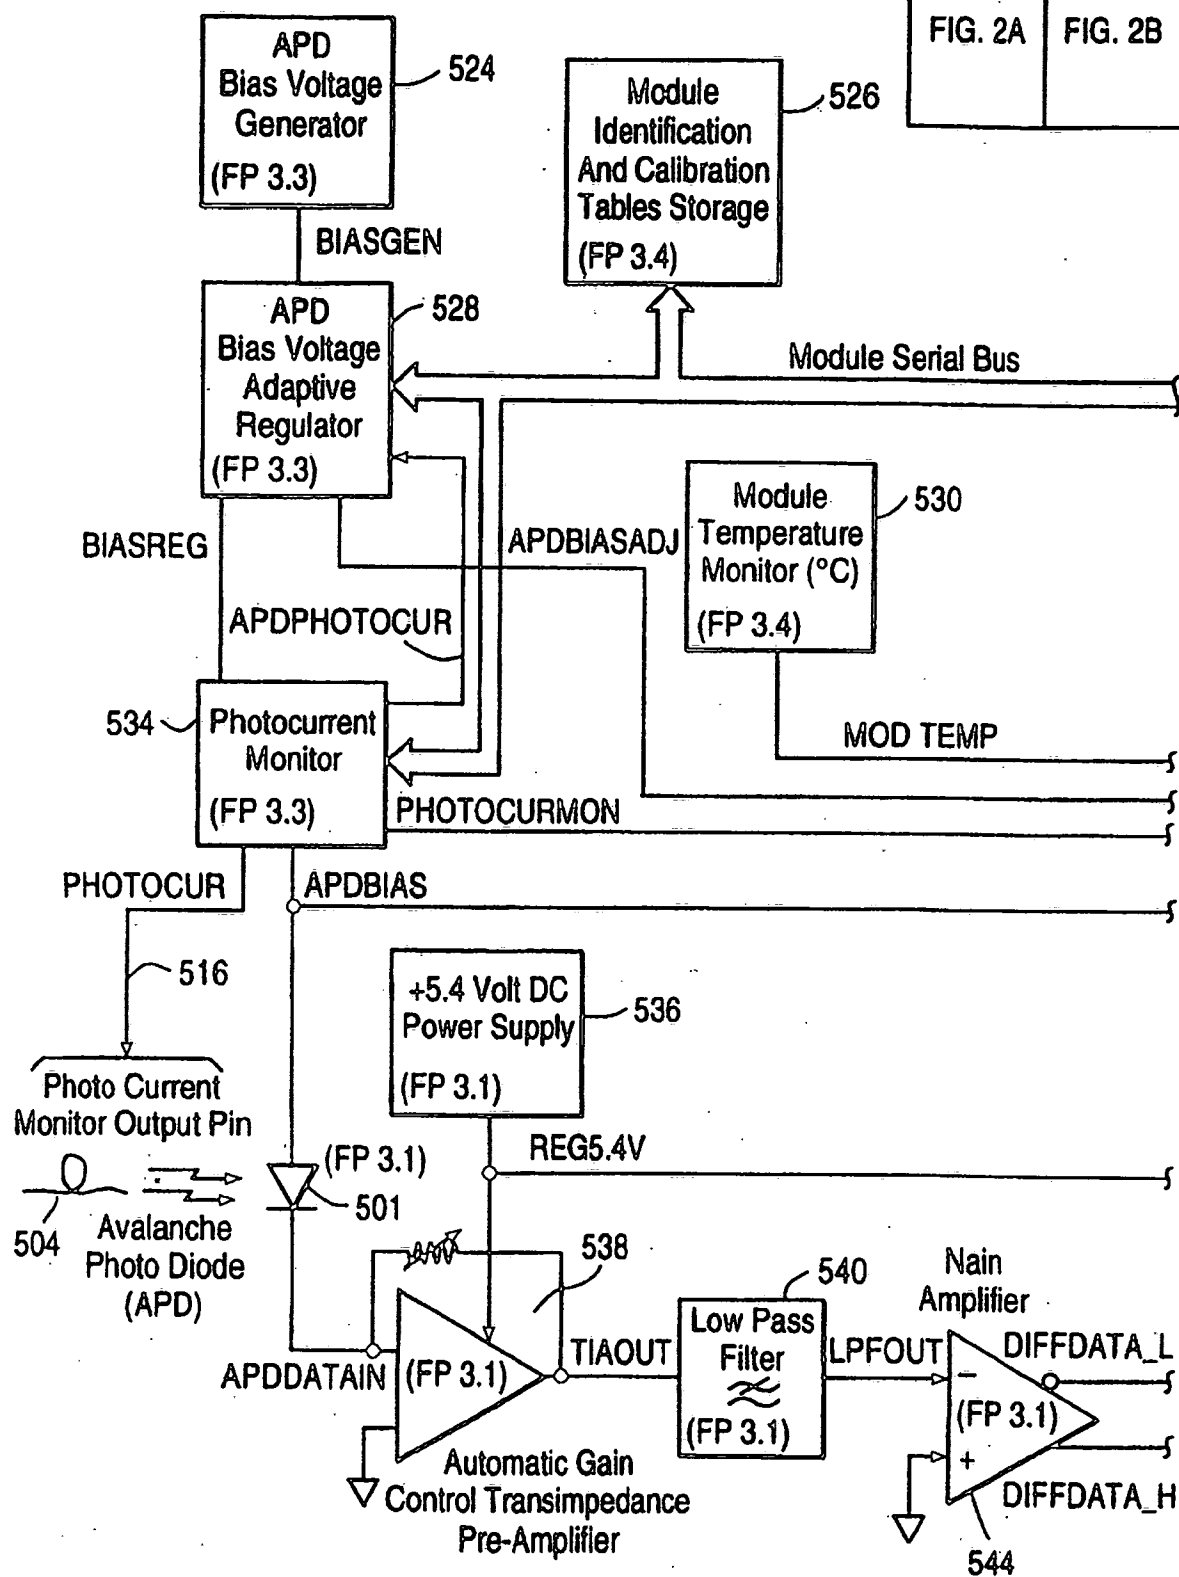 FIG. 2A
FIG. 2B
APD
Bias Voltage
Generator
(FP 3.3)
524
Module
Identification
And Calibration
Tables Storage
(FP 3.4)
526
BIASGEN
APD
Bias Voltage
Adaptive
Regulator
(FP 3.3)
528
Module Serial Bus
BIASREG
APDBIASADJ
Module
Temperature
Monitor (°C)
(FP 3.4)
530
APDPHOTOCUR
534
Photocurrent
Monitor
(FP 3.3)
MOD TEMP
PHOTOCURMON
PHOTOCUR
APDBIAS
516
+5.4 Volt DC
Power Supply
(FP 3.1)
536
Photo Current
Monitor Output Pin
(FP 3.1)
REG5.4V
504
501
Avalanche
Photo Diode
(APD)
538
540
Nain
Amplifier
APDDATAIN
(FP 3.1)
TIAOUT
Low Pass
Filter
(FP 3.1)
LPFOUT
DIFFDATA_L
−
(FP 3.1)
+
DIFFDATA_H
544
Automatic Gain
Control Transimpedance
Pre-Amplifier